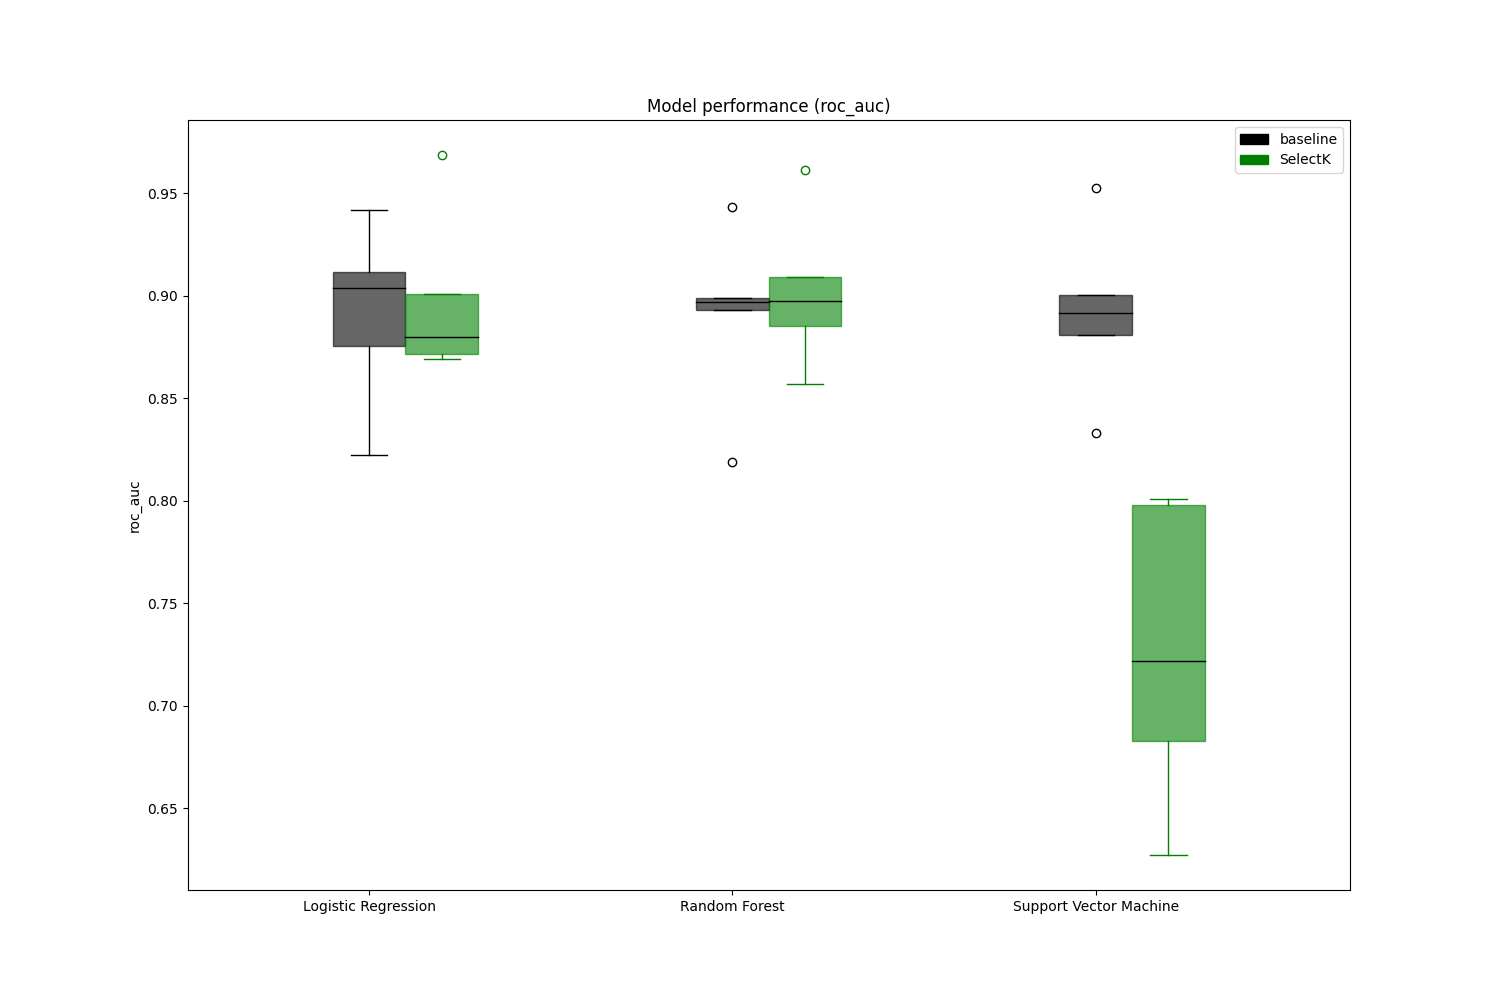 Model performance (roc_auc)
baseline
SelectK
0.95
0.90
0.85
0.80
0.75
0.70
0.65
roc_auc
Logistic Regression
Random Forest
Support Vector Machine